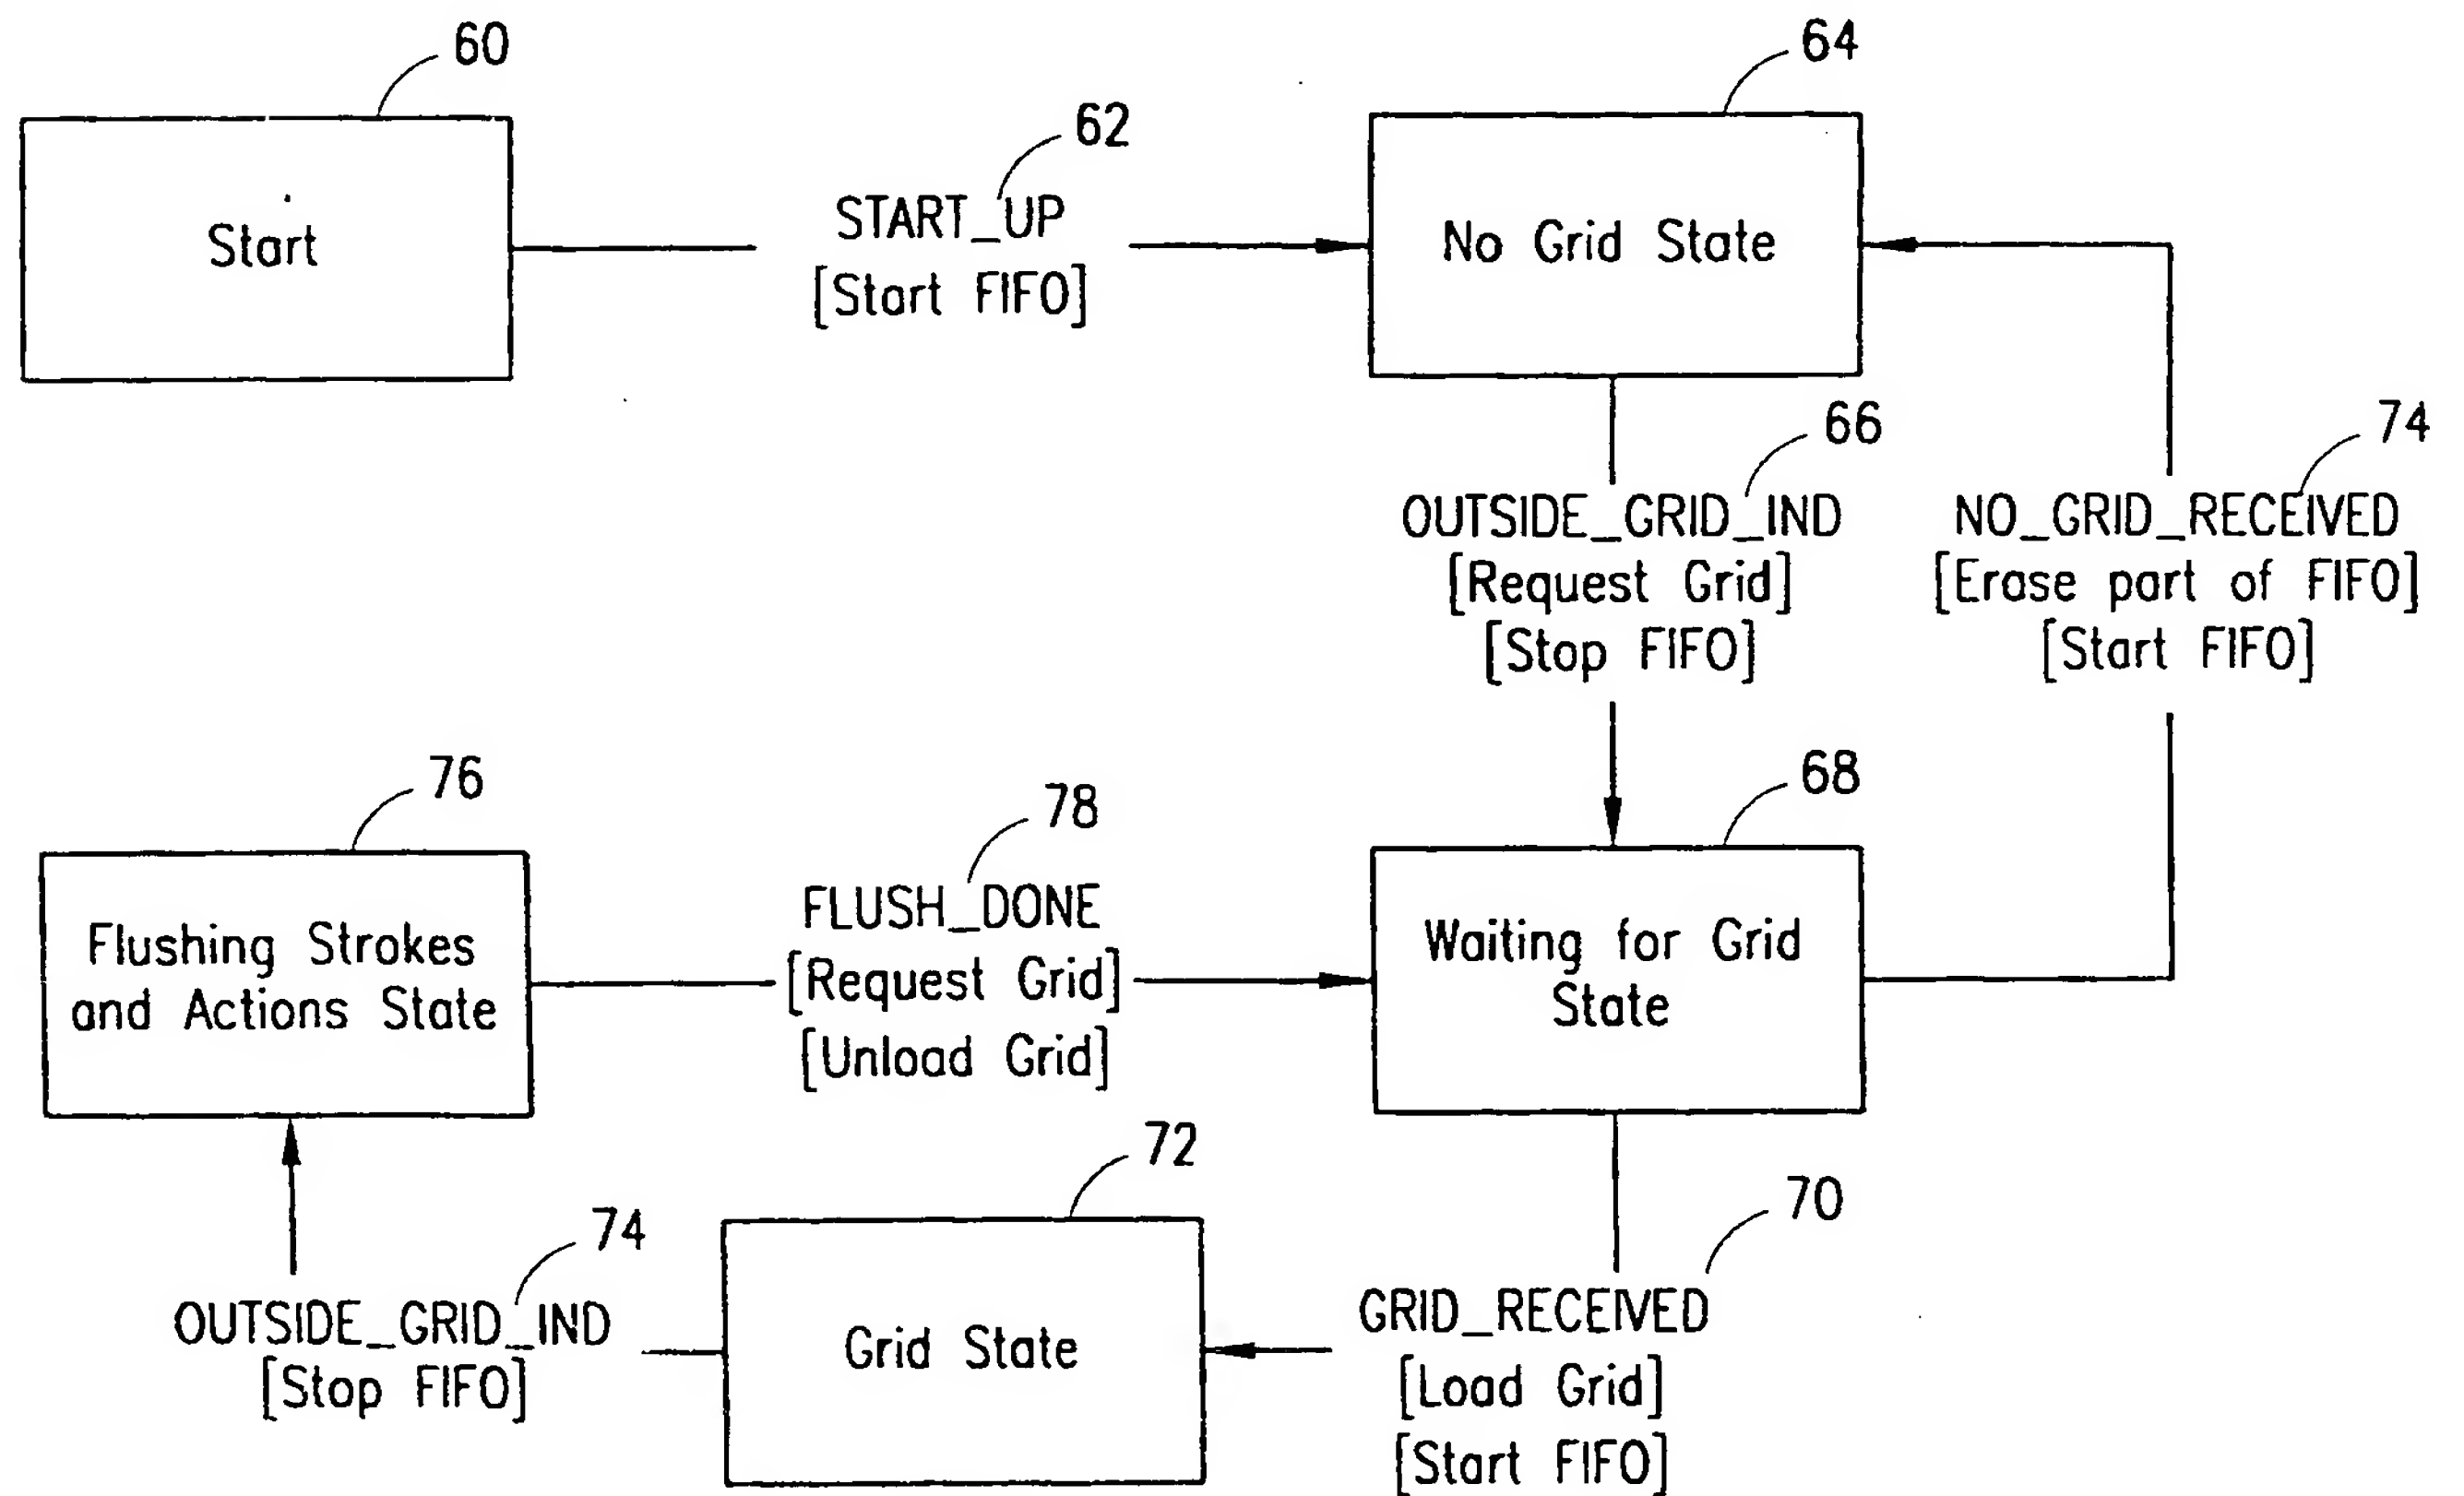 60
Start
62
START_UP
[Start FIFO]
64
No Grid State
66
OUTSIDE_GRID_IND
[Request Grid]
[Stop FIFO]
74
NO_GRID_RECEIVED
[Erase part of FIFO]
[Start FIFO]
76
Flushing Strokes
and Actions State
78
FLUSH_DONE
[Request Grid]
[Unload Grid]
68
Waiting for Grid
State
74
OUTSIDE_GRID_IND
[Stop FIFO]
72
Grid State
70
GRID_RECEIVED
[Load Grid]
[Start FIFO]